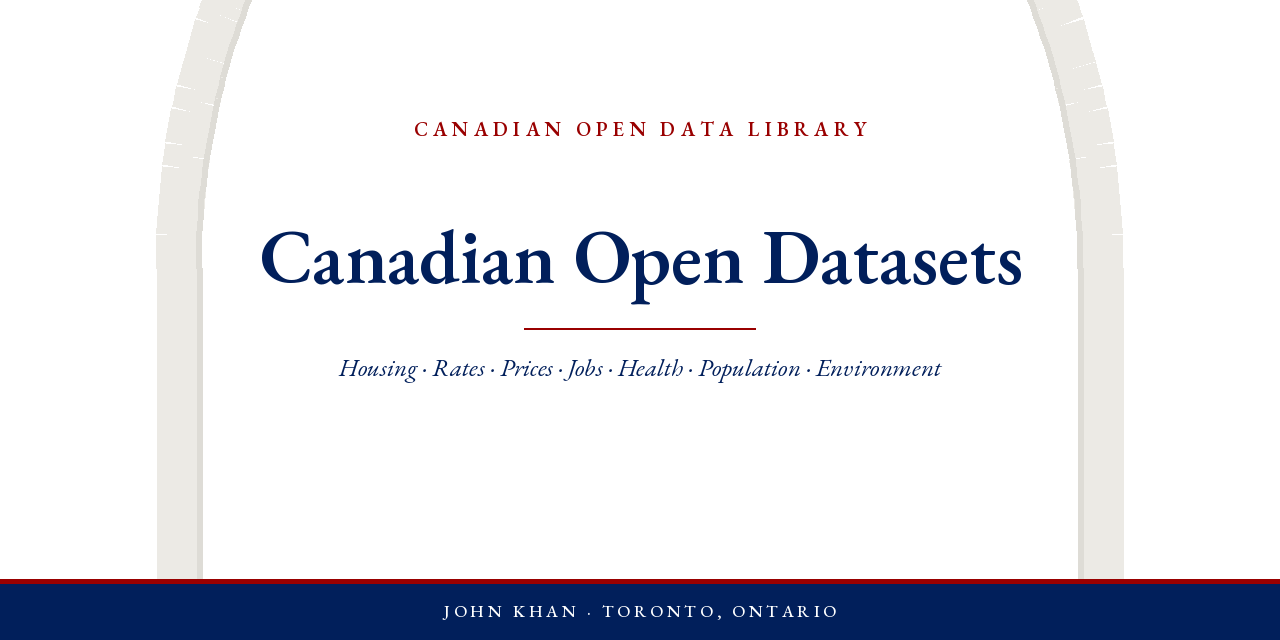 CANADIAN OPEN DATA LIBRARY
Canadian Open Datasets
Housing · Rates · Prices · Jobs · Health · Population · Environment
JOHN KHAN · TORONTO, ONTARIO